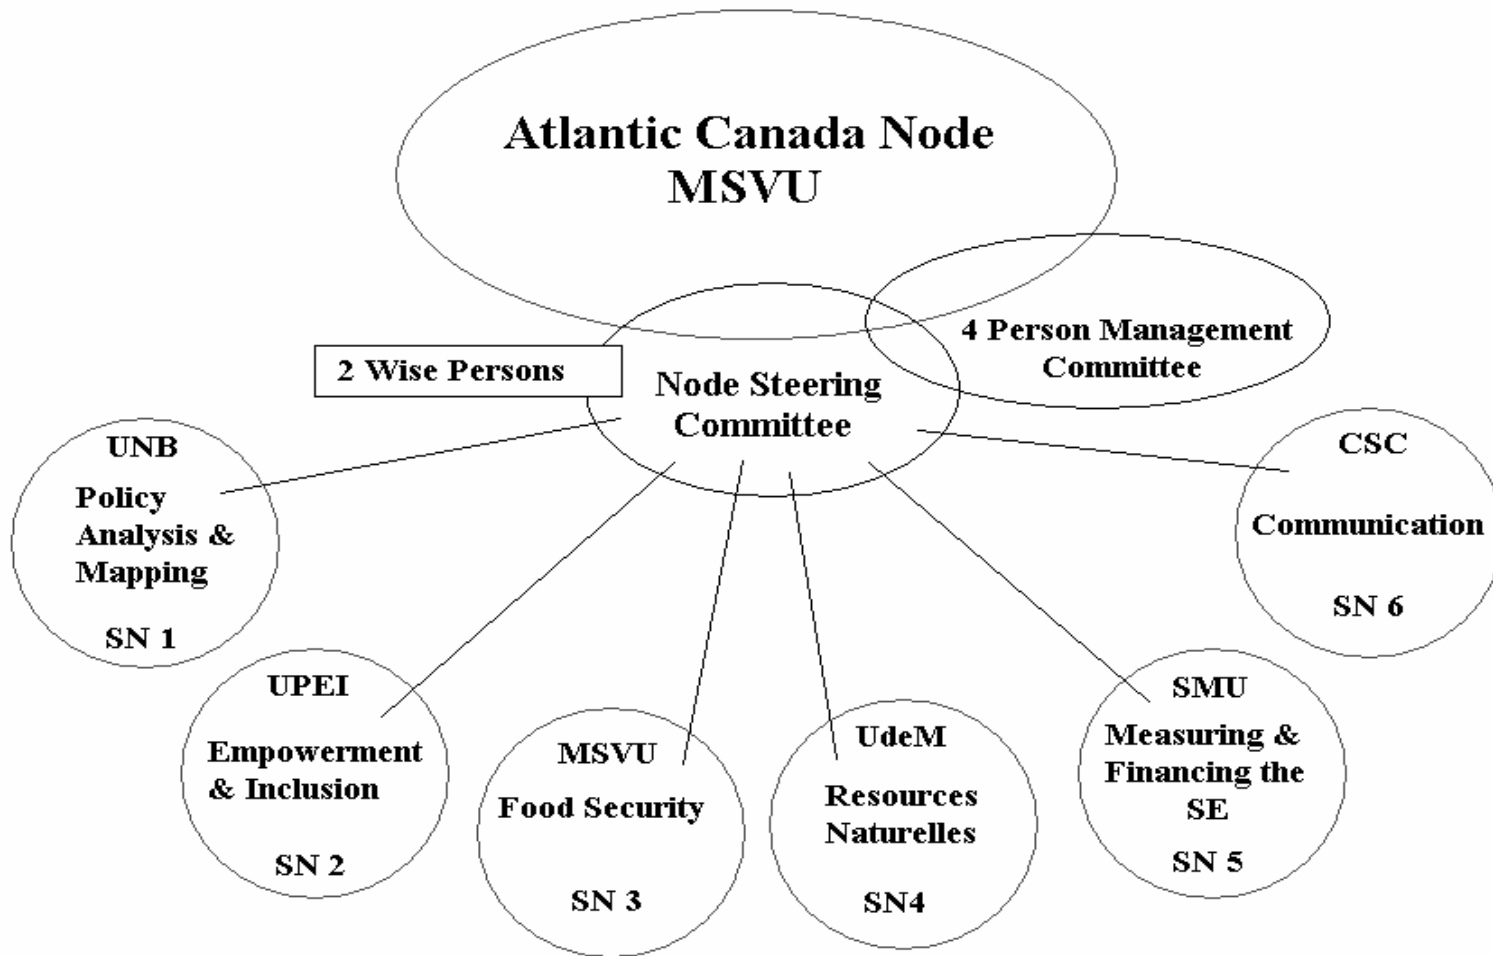 Atlantic Canada Node
MSVU
4 Person Management
Committee
2 Wise Persons
Node Steering
Committee
UNB
Policy
Analysis &
Mapping
SN 1
UPEI
Empowerment
& Inclusion
SN 2
MSVU
Food Security
SN 3
UdeM
Resources
Naturelles
SN4
SMU
Measuring &
Financing the
SE
SN 5
CSC
Communication
SN 6